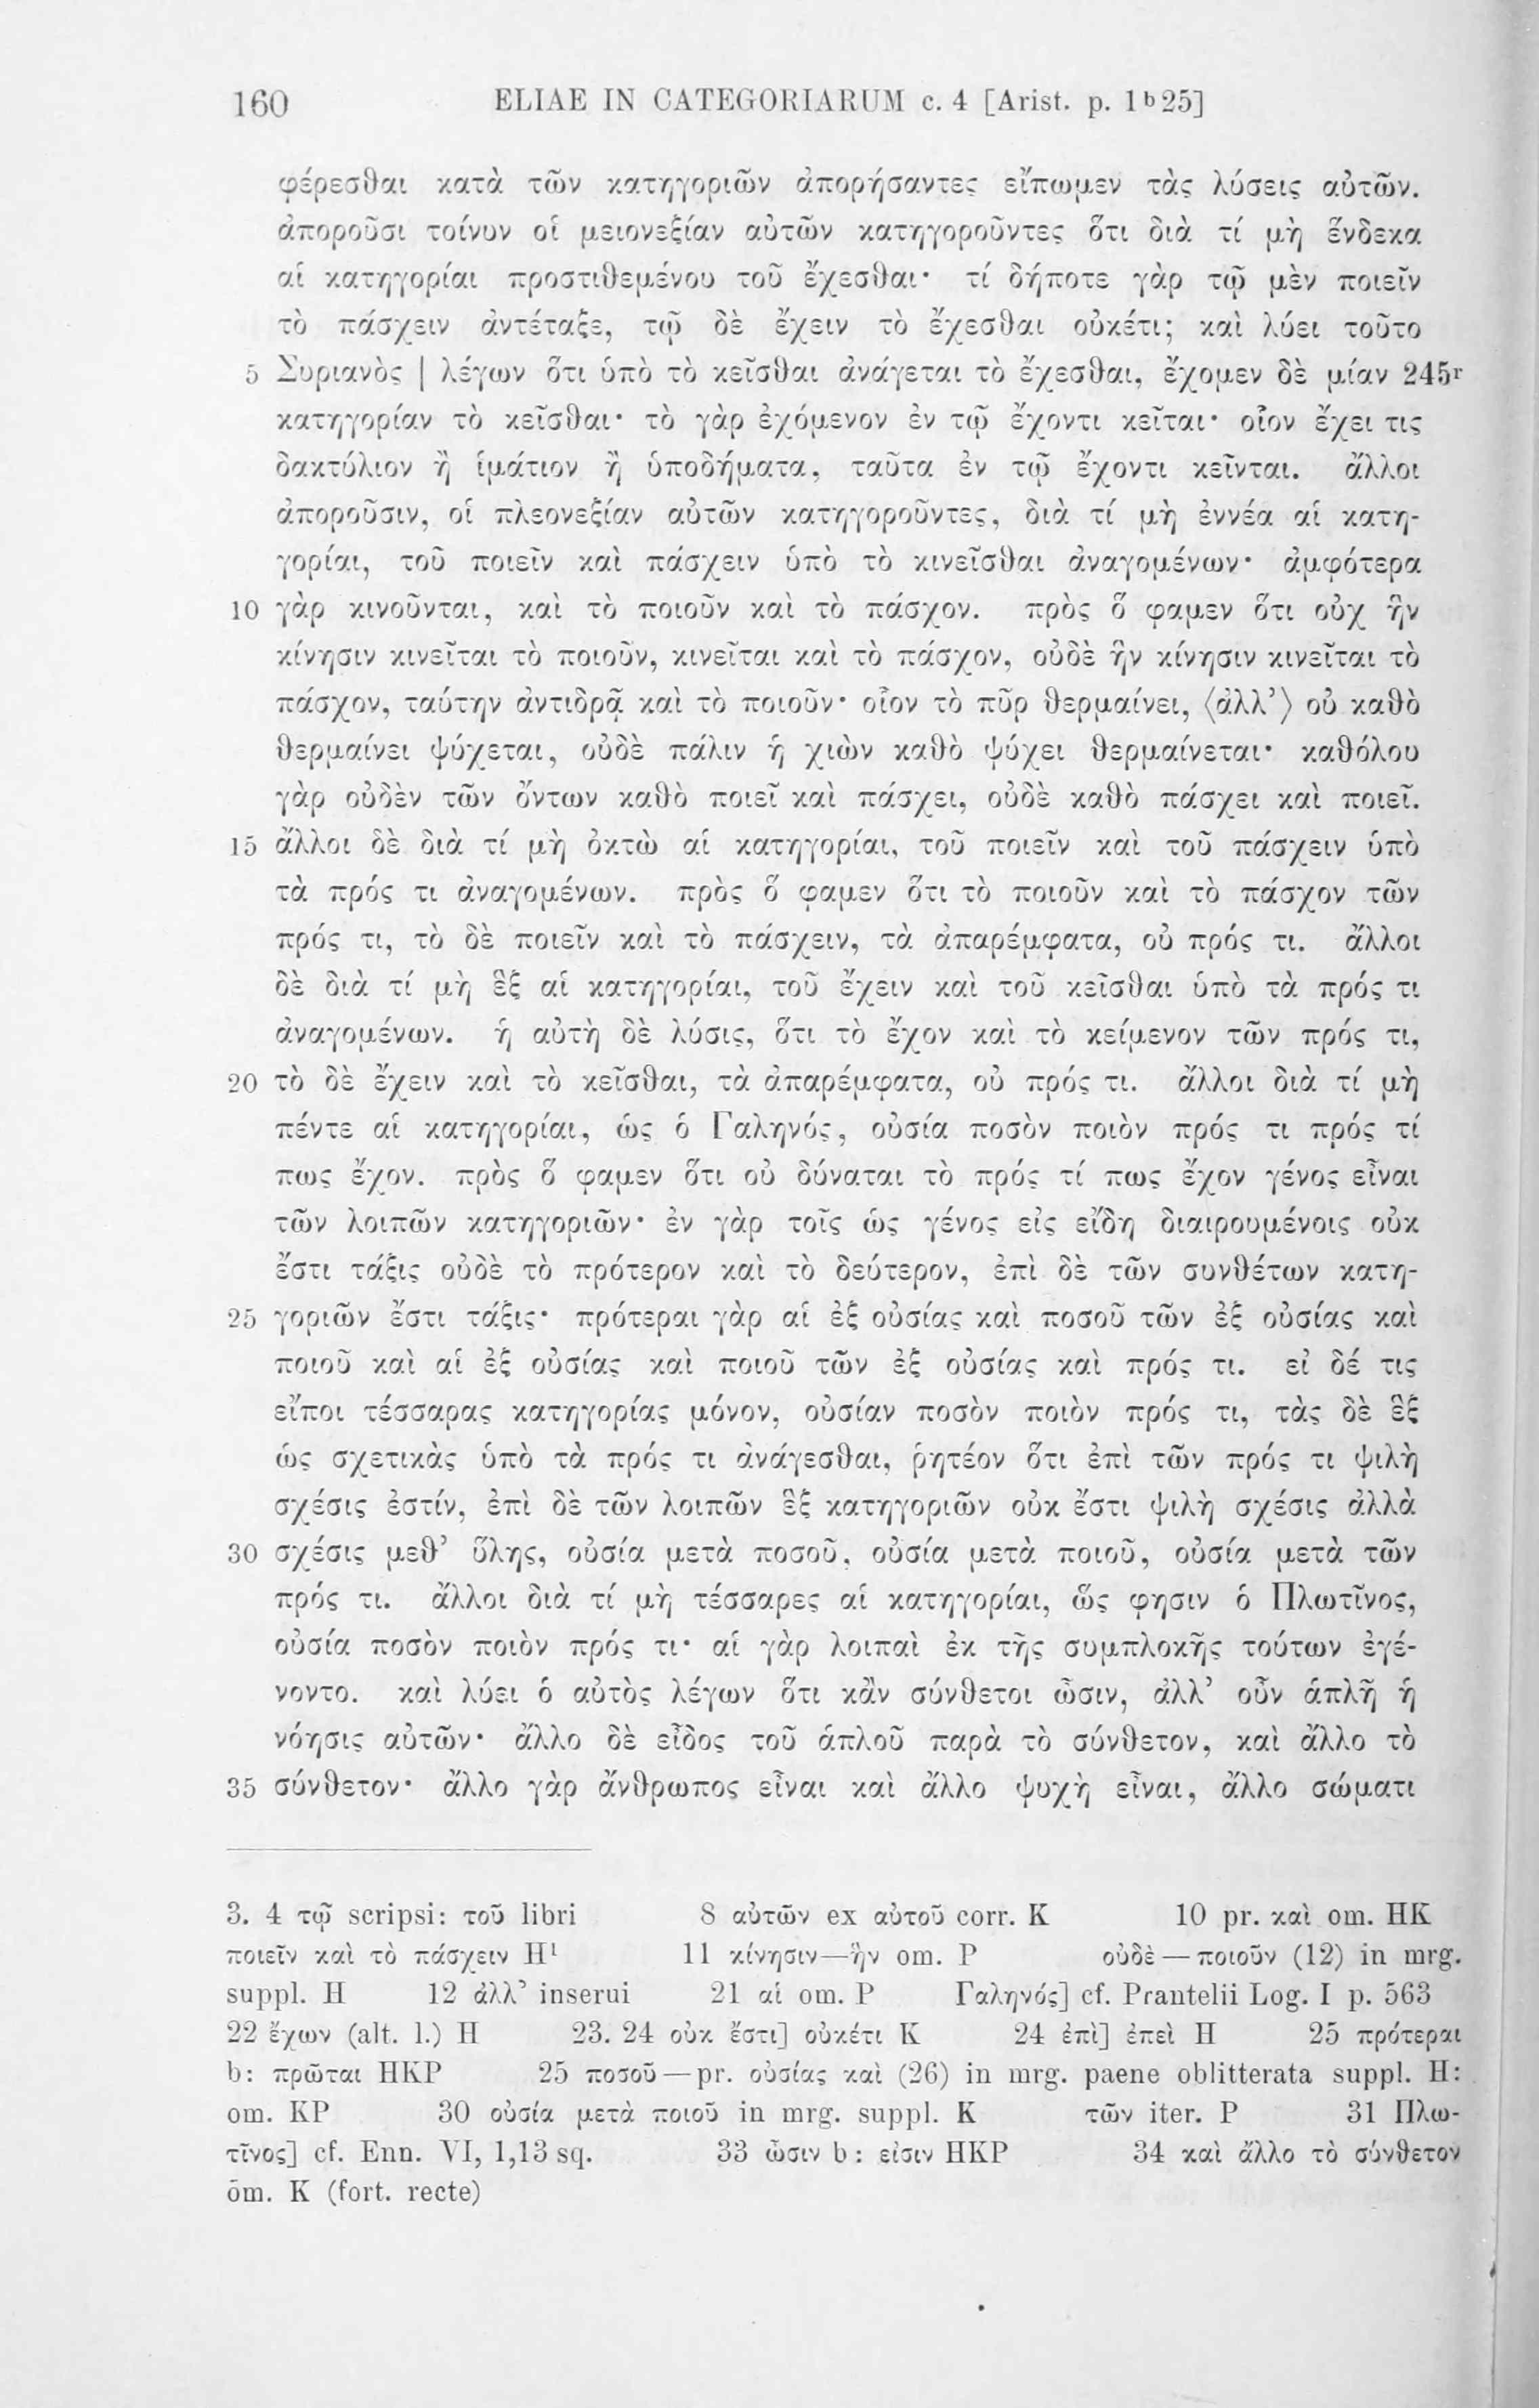 160 ELIAE IN CATEGORIARUM c. 4 [Arist. p. 1b25]
φέρεσθαι κατὰ τῶν κατηγοριῶν ἀπορήσαντες εἴπωμεν τὰς λύσεις αὐτῶν.
ἀποροῦσι τοίνυν οἱ μειονεξίαν αὐτῶν κατηγοροῦντες ὅτι διὰ τί μὴ ἕνδεκα
αἱ κατηγορίαι προστιθεμένου τοῦ ἔχεσθαι· τί δήποτε γὰρ τῷ μὲν ποιεῖν
τὸ πάσχειν ἀντέταξε, τῷ δὲ ἔχειν τὸ ἔχεσθαι οὐκέτι; καὶ λύει τοῦτο
5 Συριανὸς | λέγων ὅτι ὑπὸ τὸ κεῖσθαι ἀνάγεται τὸ ἔχεσθαι, ἔχομεν δὲ μίαν 245r
κατηγορίαν τὸ κεῖσθαι· τὸ γὰρ ἐχόμενον ἐν τῷ ἔχοντι κεῖται· οἷον ἔχει τις
δακτύλιον ἢ ἱμάτιον ἢ ὑποδήματα, ταῦτα ἐν τῷ ἔχοντι κεῖνται. ἄλλοι
ἀποροῦσιν, οἱ πλεονεξίαν αὐτῶν κατηγοροῦντες, διὰ τί μὴ ἐννέα αἱ κατη-
γορίαι, τοῦ ποιεῖν καὶ πάσχειν ὑπὸ τὸ κινεῖσθαι ἀναγομένων· ἀμφότερα
10 γὰρ κινοῦνται, καὶ τὸ ποιοῦν καὶ τὸ πάσχον. πρὸς ὅ φαμεν ὅτι οὐχ ἣν
κίνησιν κινεῖται τὸ ποιοῦν, κινεῖται καὶ τὸ πάσχον, οὐδὲ ἣν κίνησιν κινεῖται τὸ
πάσχον, ταύτην ἀντιδρᾷ καὶ τὸ ποιοῦν· οἷον τὸ πῦρ θερμαίνει, ⟨ἀλλ’⟩ οὐ καθὸ
θερμαίνει ψύχεται, οὐδὲ πάλιν ἡ χιὼν καθὸ ψύχει θερμαίνεται· καθόλου
γὰρ οὐδὲν τῶν ὄντων καθὸ ποιεῖ καὶ πάσχει, οὐδὲ καθὸ πάσχει καὶ ποιεῖ.
15 ἄλλοι δὲ διὰ τί μὴ ὀκτὼ αἱ κατηγορίαι, τοῦ ποιεῖν καὶ τοῦ πάσχειν ὑπὸ
τὰ πρός τι ἀναγομένων. πρὸς ὅ φαμεν ὅτι τὸ ποιοῦν καὶ τὸ πάσχον τῶν
πρός τι, τὸ δὲ ποιεῖν καὶ τὸ πάσχειν, τὰ ἀπαρέμφατα, οὐ πρός τι. ἄλλοι
δὲ διὰ τί μὴ ἓξ αἱ κατηγορίαι, τοῦ ἔχειν καὶ τοῦ κεῖσθαι ὑπὸ τὰ πρός τι
ἀναγομένων. ἡ αὐτὴ δὲ λύσις, ὅτι τὸ ἔχον καὶ τὸ κείμενον τῶν πρός τι,
20 τὸ δὲ ἔχειν καὶ τὸ κεῖσθαι, τὰ ἀπαρέμφατα, οὐ πρός τι. ἄλλοι διὰ τί μὴ
πέντε αἱ κατηγορίαι, ὡς ὁ Γαληνός, οὐσία ποσὸν ποιὸν πρός τι πρός τί
πως ἔχον. πρὸς ὅ φαμεν ὅτι οὐ δύναται τὸ πρός τί πως ἔχον γένος εἶναι
τῶν λοιπῶν κατηγοριῶν· ἐν γὰρ τοῖς ὡς γένος εἰς εἴδη διαιρουμένοις οὐκ
ἔστι τάξις οὐδὲ τὸ πρότερον καὶ τὸ δεύτερον, ἐπὶ δὲ τῶν συνθέτων κατη-
25 γοριῶν ἔστι τάξις· πρότεραι γὰρ αἱ ἐξ οὐσίας καὶ ποσοῦ τῶν ἐξ οὐσίας καὶ
ποιοῦ καὶ αἱ ἐξ οὐσίας καὶ ποιοῦ τῶν ἐξ οὐσίας καὶ πρός τι. εἰ δέ τις
εἴποι τέσσαρας κατηγορίας μόνον, οὐσίαν ποσὸν ποιὸν πρός τι, τὰς δὲ ἓξ
ὡς σχετικὰς ὑπὸ τὰ πρός τι ἀνάγεσθαι, ῥητέον ὅτι ἐπὶ τῶν πρός τι ψιλὴ
σχέσις ἐστίν, ἐπὶ δὲ τῶν λοιπῶν ἓξ κατηγοριῶν οὐκ ἔστι ψιλὴ σχέσις ἀλλὰ
30 σχέσις μεθ’ ὕλης, οὐσία μετὰ ποσοῦ, οὐσία μετὰ ποιοῦ, οὐσία μετὰ τῶν
πρός τι. ἄλλοι διὰ τί μὴ τέσσαρες αἱ κατηγορίαι, ὥς φησιν ὁ Πλωτῖνος,
οὐσία ποσὸν ποιὸν πρός τι· αἱ γὰρ λοιπαὶ ἐκ τῆς συμπλοκῆς τούτων ἐγέ-
νοντο. καὶ λύει ὁ αὐτὸς λέγων ὅτι κἂν σύνθετοι ὦσιν, ἀλλ’ οὖν ἁπλῆ ἡ
νόησις αὐτῶν· ἄλλο δὲ εἶδος τοῦ ἁπλοῦ παρὰ τὸ σύνθετον, καὶ ἄλλο τὸ
35 σύνθετον· ἄλλο γὰρ ἄνθρωπος εἶναι καὶ ἄλλο ψυχὴ εἶναι, ἄλλο σώματι
3. 4 τῷ scripsi: τοῦ libri 8 αὐτῶν ex αὐτοῦ corr. K 10 pr. καὶ om. HK
ποιεῖν καὶ τὸ πάσχειν H¹ 11 κίνησιν—ἣν om. P οὐδὲ — ποιοῦν (12) in mrg.
suppl. H 12 ἀλλ’ inserui 21 αἱ om. P Γαληνός] cf. Prantelii Log. I p. 563
22 ἔχων (alt. l.) H 23. 24 οὐκ ἔστι] οὐκέτι K 24 ἐπὶ] ἐπεὶ H 25 πρότεραι
b: πρῶται HKP 25 ποσοῦ — pr. οὐσίας καὶ (26) in mrg. paene oblitterata suppl. H:
om. KP 30 οὐσία μετὰ ποιοῦ in mrg. suppl. K τῶν iter. P 31 Πλω-
τῖνος] cf. Enn. VI, 1,13 sq. 33 ὦσιν b: εἰσιν HKP 34 καὶ ἄλλο τὸ σύνθετον
om. K (fort. recte)